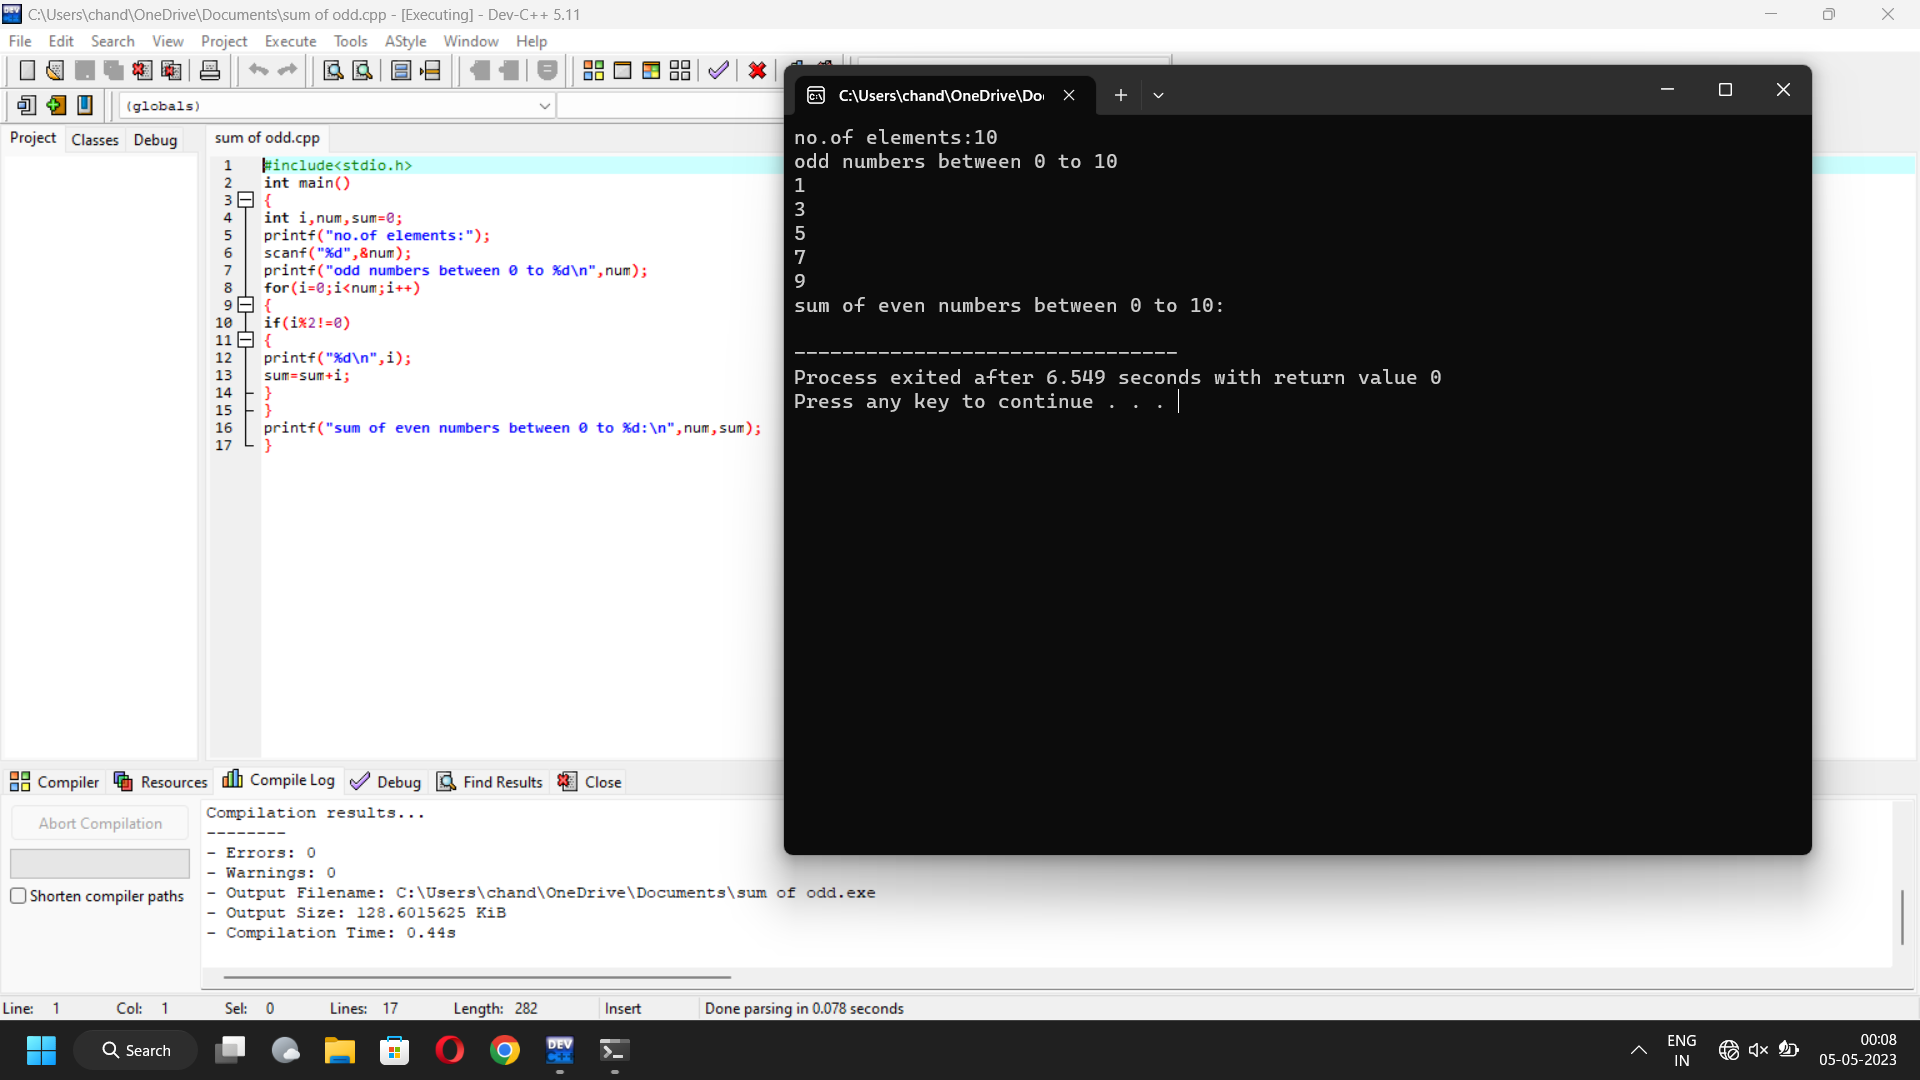 C:\Users\chand\OneDrive\Documents\sum of odd.cpp - [Executing] - Dev-C++ 5.11
File Edit Search View Project Execute Tools AStyle Window Help
(globals)
Project Classes Debug
sum of odd.cpp
1 #include<stdio.h>
2 int main()
3 {
4 int i,num,sum=0;
5 printf("no.of elements:");
6 scanf("%d",&num);
7 printf("odd numbers between 0 to %d\n",num);
8 for(i=0;i<num;i++)
9 {
10 if(i%2!=0)
11 {
12 printf("%d\n",i);
13 sum=sum+i;
14 }
15 }
16 printf("sum of even numbers between 0 to %d:\n",num,sum);
17 }
C:\Users\chand\OneDrive\Do
no.of elements:10
odd numbers between 0 to 10
1
3
5
7
9
sum of even numbers between 0 to 10:
--------------------------------
Process exited after 6.549 seconds with return value 0
Press any key to continue . . .
Compiler Resources Compile Log Debug Find Results Close
Abort Compilation
Shorten compiler paths
Compilation results...
--------
- Errors: 0
- Warnings: 0
- Output Filename: C:\Users\chand\OneDrive\Documents\sum of odd.exe
- Output Size: 128.6015625 KiB
- Compilation Time: 0.44s
Line: 1 Col: 1 Sel: 0 Lines: 17 Length: 282 Insert Done parsing in 0.078 seconds
Search
DEV C++
ENG
IN
00:08
05-05-2023